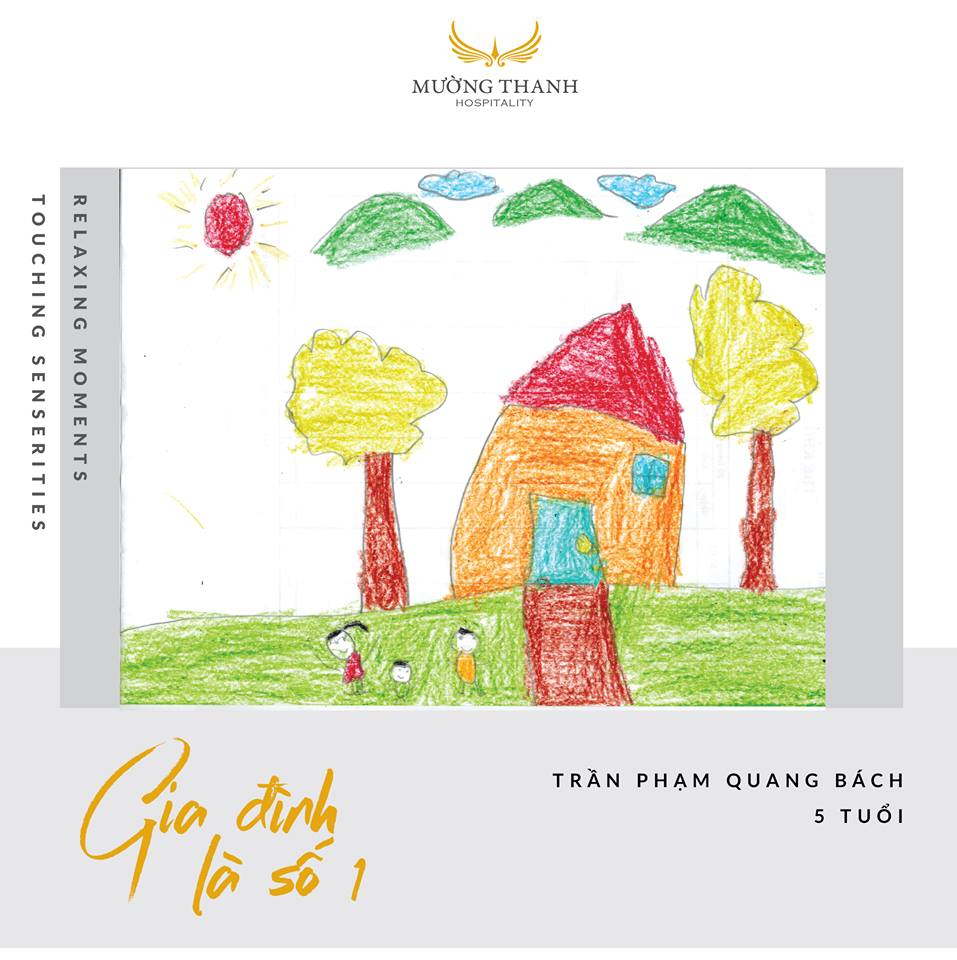 MƯỜNG THANH
HOSPITALITY
RELAXING MOMENTS
TOUCHING SENSERITIES
Gia đình
là số 1
TRẦN PHẠM QUANG BÁCH
5 TUỔI